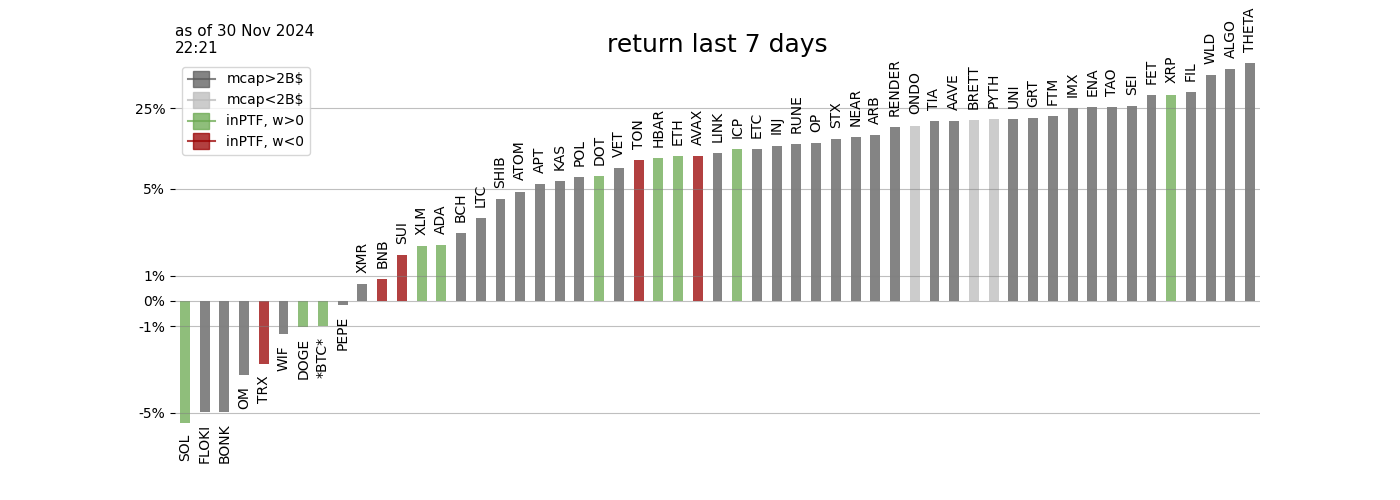 as of 30 Nov 2024
22:21
return last 7 days
mcap>2B$
mcap<2B$
inPTF, w>0
inPTF, w<0
25%
5%
1%
0%
-1%
-5%
SOL
FLOKI
BONK
OM
TRX
WIF
DOGE
*BTC*
PEPE
XMR
BNB
SUI
XLM
ADA
BCH
LTC
SHIB
ATOM
APT
KAS
POL
DOT
VET
TON
HBAR
ETH
AVAX
LINK
ICP
ETC
INJ
RUNE
OP
STX
NEAR
ARB
RENDER
ONDO
TIA
AAVE
BRETT
PYTH
UNI
GRT
FTM
IMX
ENA
TAO
SEI
FET
XRP
FIL
WLD
ALGO
THETA